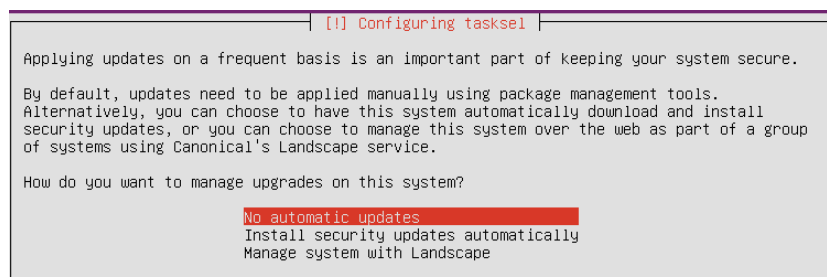 [!] Configuring tasksel
Applying updates on a frequent basis is an important part of keeping your system secure.
By default, updates need to be applied manually using package management tools.
Alternatively, you can choose to have this system automatically download and install
security updates, or you can choose to manage this system over the web as part of a group
of systems using Canonical's Landscape service.
How do you want to manage upgrades on this system?
No automatic updates
Install security updates automatically
Manage system with Landscape